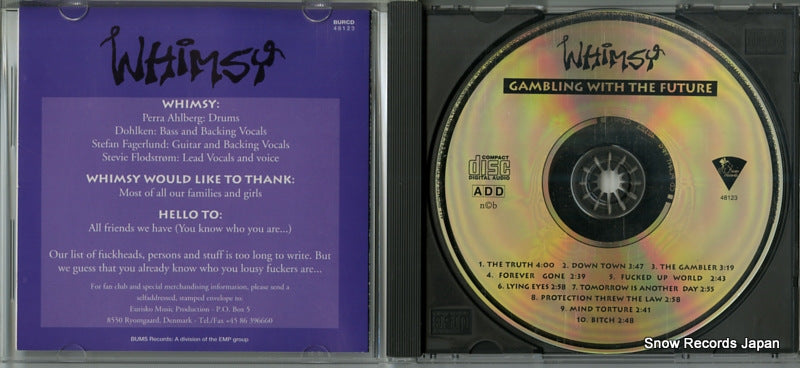 BURCD
48123
WHIMSY
WHIMSY:
Perra Ahlberg: Drums
Dohlken: Bass and Backing Vocals
Stefan Fagerlund: Guitar and Backing Vocals
Stevie Flodstrøm: Lead Vocals and voice
WHIMSY WOULD LIKE TO THANK:
Most of all our families and girls
HELLO TO:
All friends we have (You know who you are...)
Our list of fuckheads, persons and stuff is too long to write. But
we guess that you already know who you lousy fuckers are...
For fan club and special merchandising information, please send a
selfaddressed, stamped envelope to:
Eurisko Music Production - P.O. Box 5
8550 Ryomgaard, Denmark - Tel./Fax +45 86 396660
BUMS Records: A division of the EMP group
WHIMSY
GAMBLING WITH THE FUTURE
COMPACT
disc
DIGITAL AUDIO
ADD
n©b
48123
1. THE TRUTH 4:00 2. DOWN TOWN 3:47 3. THE GAMBLER 3:19
4. FOREVER GONE 2:39 5. FUCKED UP WORLD 2:43
6. LYING EYES 2:58 7. TOMORROW IS ANOTHER DAY 2:55
8. PROTECTION THREW THE LAW 2:58
9. MIND TORTURE 2:41
10. BITCH 2:48
Snow Records Japan